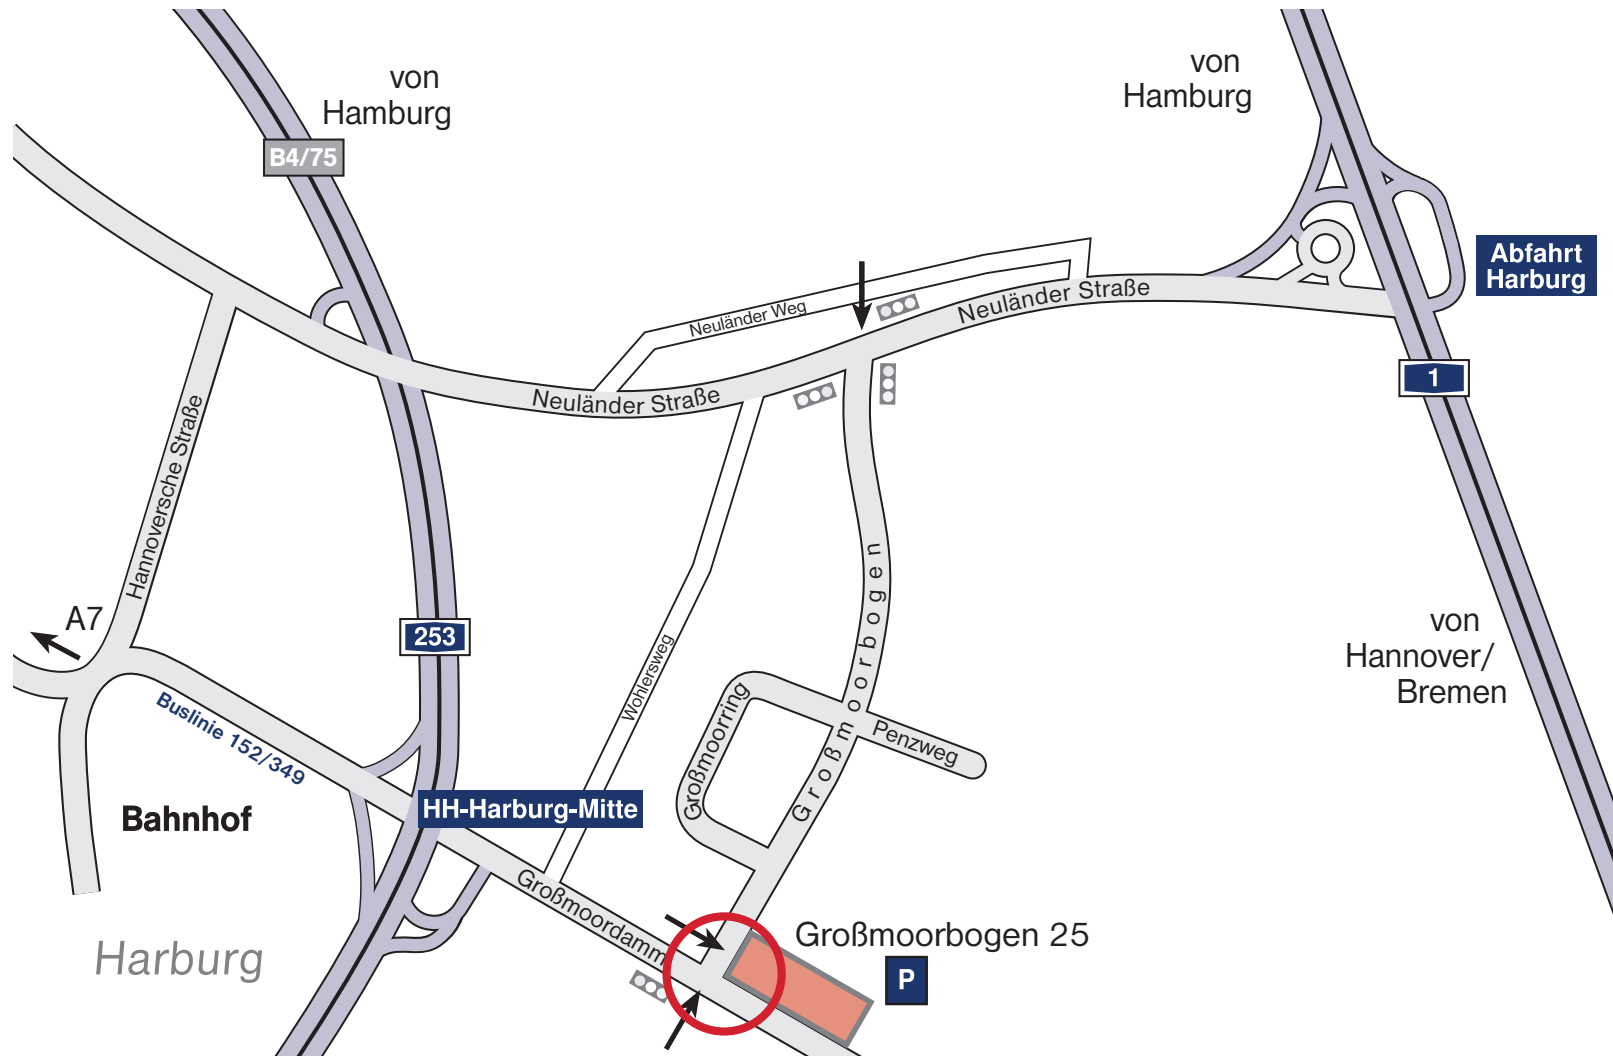 von
Hamburg
B4/75
von
Hamburg
Abfahrt
Harburg
Neuländer Weg
Neuländer Straße
Neuländer Straße
1
Hannoversche Straße
Großmoorbogen
A7
253
von
Hannover/
Bremen
Wohlersweg
Buslinie 152/349
Großmoorring
Penzweg
Großmoorbogen
HH-Harburg-Mitte
Bahnhof
Großmoordamm
Großmoorbogen 25
Harburg
P